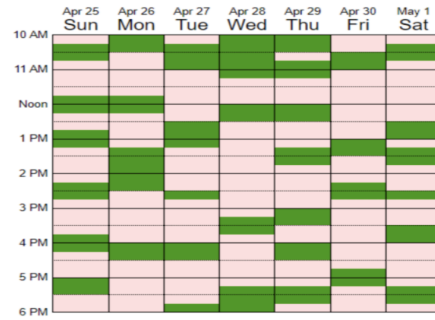 Apr 25 Apr 26 Apr 27 Apr 28 Apr 29 Apr 30 May 1
Sun Mon Tue Wed Thu Fri Sat
10 AM
11 AM
Noon
1 PM
2 PM
3 PM
4 PM
5 PM
6 PM